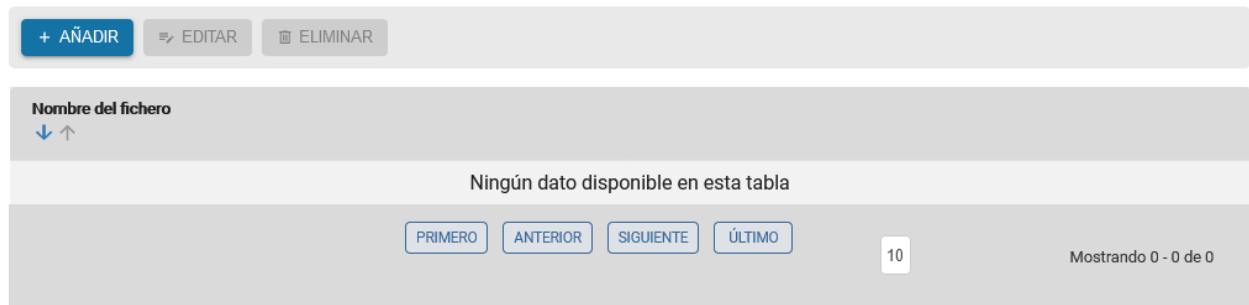 + AÑADIR EDITAR ELIMINAR
Nombre del fichero
Ningún dato disponible en esta tabla
PRIMERO ANTERIOR SIGUIENTE ÚLTIMO 10 Mostrando 0 - 0 de 0